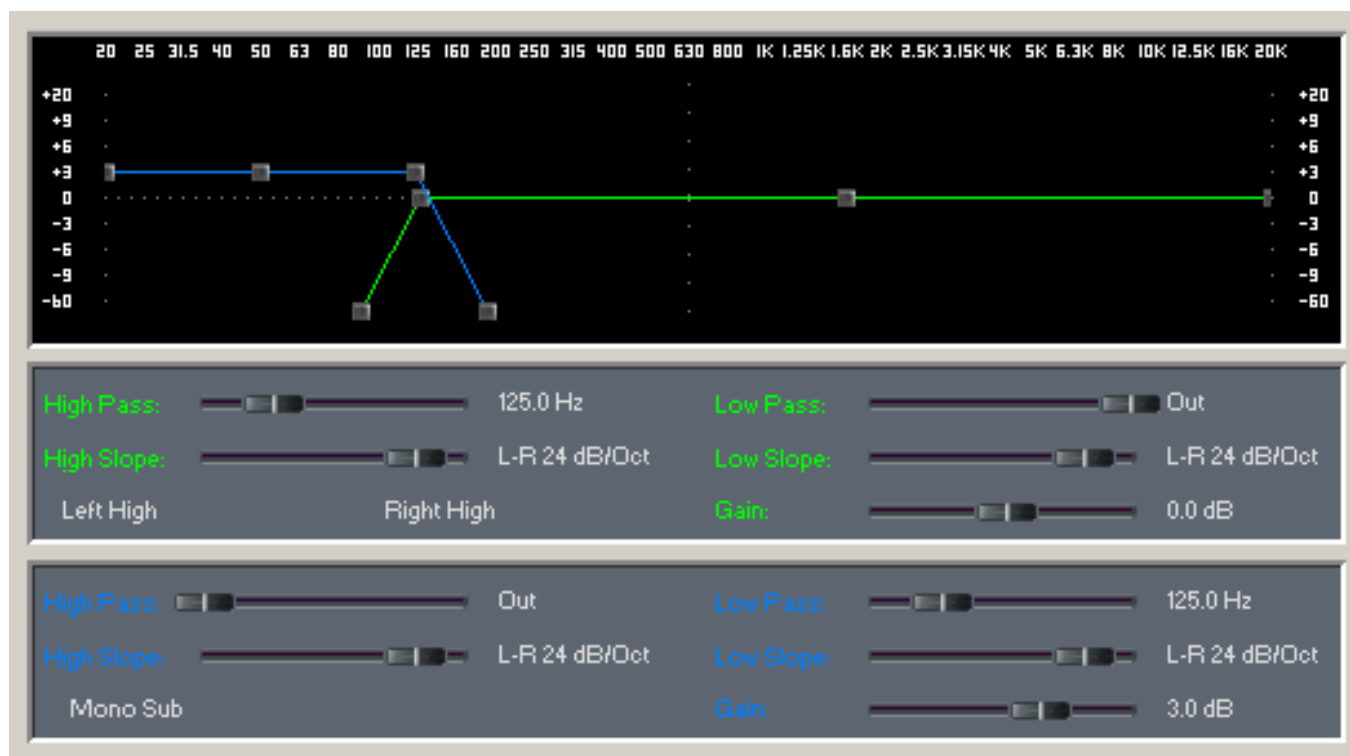 20 25 31.5 40 50 63 80 100 125 160 200 250 315 400 500 630 800 1K 1.25K 1.6K 2K 2.5K 3.15K 4K 5K 6.3K 8K 10K 12.5K 16K 20K
+20 +20
+9 +9
+6 +6
+3 +3
0 0
-3 -3
-6 -6
-9 -9
-60 -60
High Pass: 125.0 Hz Low Pass: Out
High Slope: L-R 24 dB/Oct Low Slope: L-R 24 dB/Oct
Left High Right High Gain: 0.0 dB
High Pass: Out Low Pass: 125.0 Hz
High Slope: L-R 24 dB/Oct Low Slope: L-R 24 dB/Oct
Mono Sub Gain: 3.0 dB